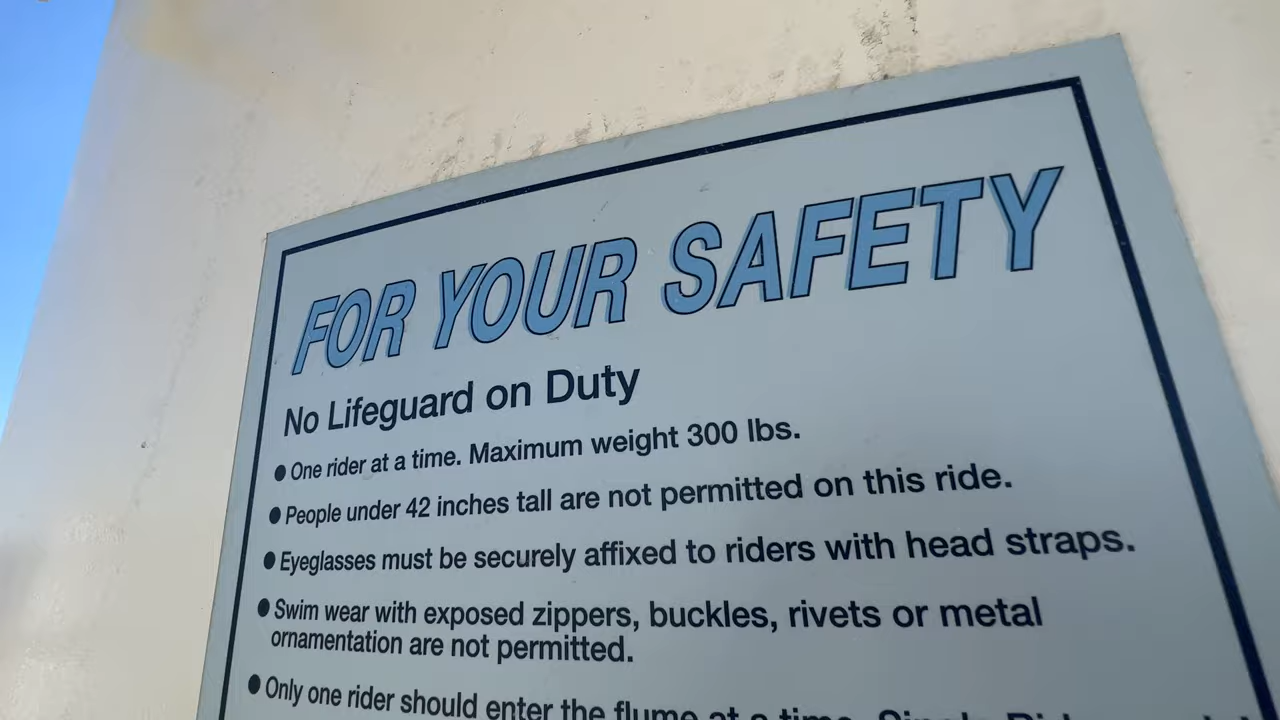 FOR YOUR SAFETY
No Lifeguard on Duty
● One rider at a time. Maximum weight 300 lbs.
● People under 42 inches tall are not permitted on this ride.
● Eyeglasses must be securely affixed to riders with head straps.
● Swim wear with exposed zippers, buckles, rivets or metal
ornamentation are not permitted.
● Only one rider should enter the flume at a time.